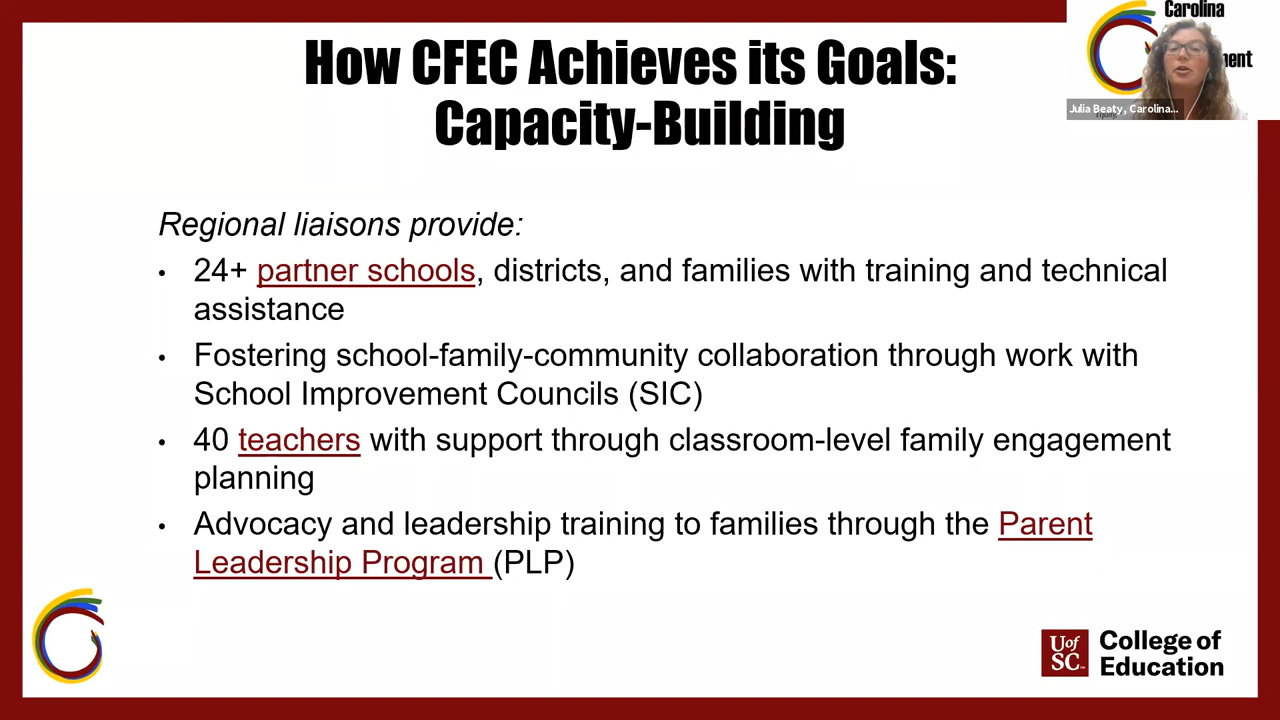 How CFEC Achieves its Goals:
Capacity-Building
Carolina
Julia Beaty, Carolina...
Regional liaisons provide:
• 24+ partner schools, districts, and families with training and technical
assistance
• Fostering school-family-community collaboration through work with
School Improvement Councils (SIC)
• 40 teachers with support through classroom-level family engagement
planning
• Advocacy and leadership training to families through the Parent
Leadership Program (PLP)
UofSC
College of
Education